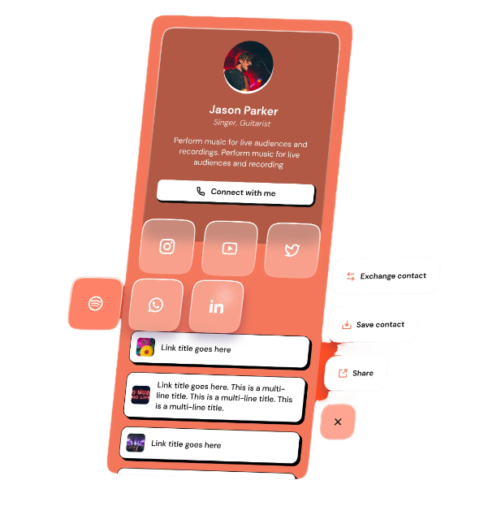 Jason Parker
Singer, Guitarist
Perform music for live audiences and
recordings. Perform music for live
audiences and recording
Connect with me
Exchange contact
in
Save contact
Link title goes here
Share
Link title goes here. This is a multi-
line title. This is a multi-line title. This
is a multi-line title.
Link title goes here